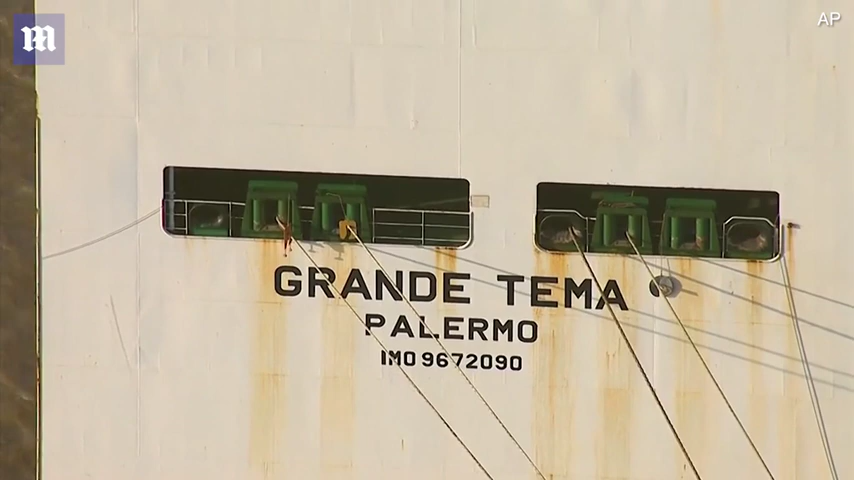 M
AP
GRANDE TEMA
PALERMO
IMO 9672090